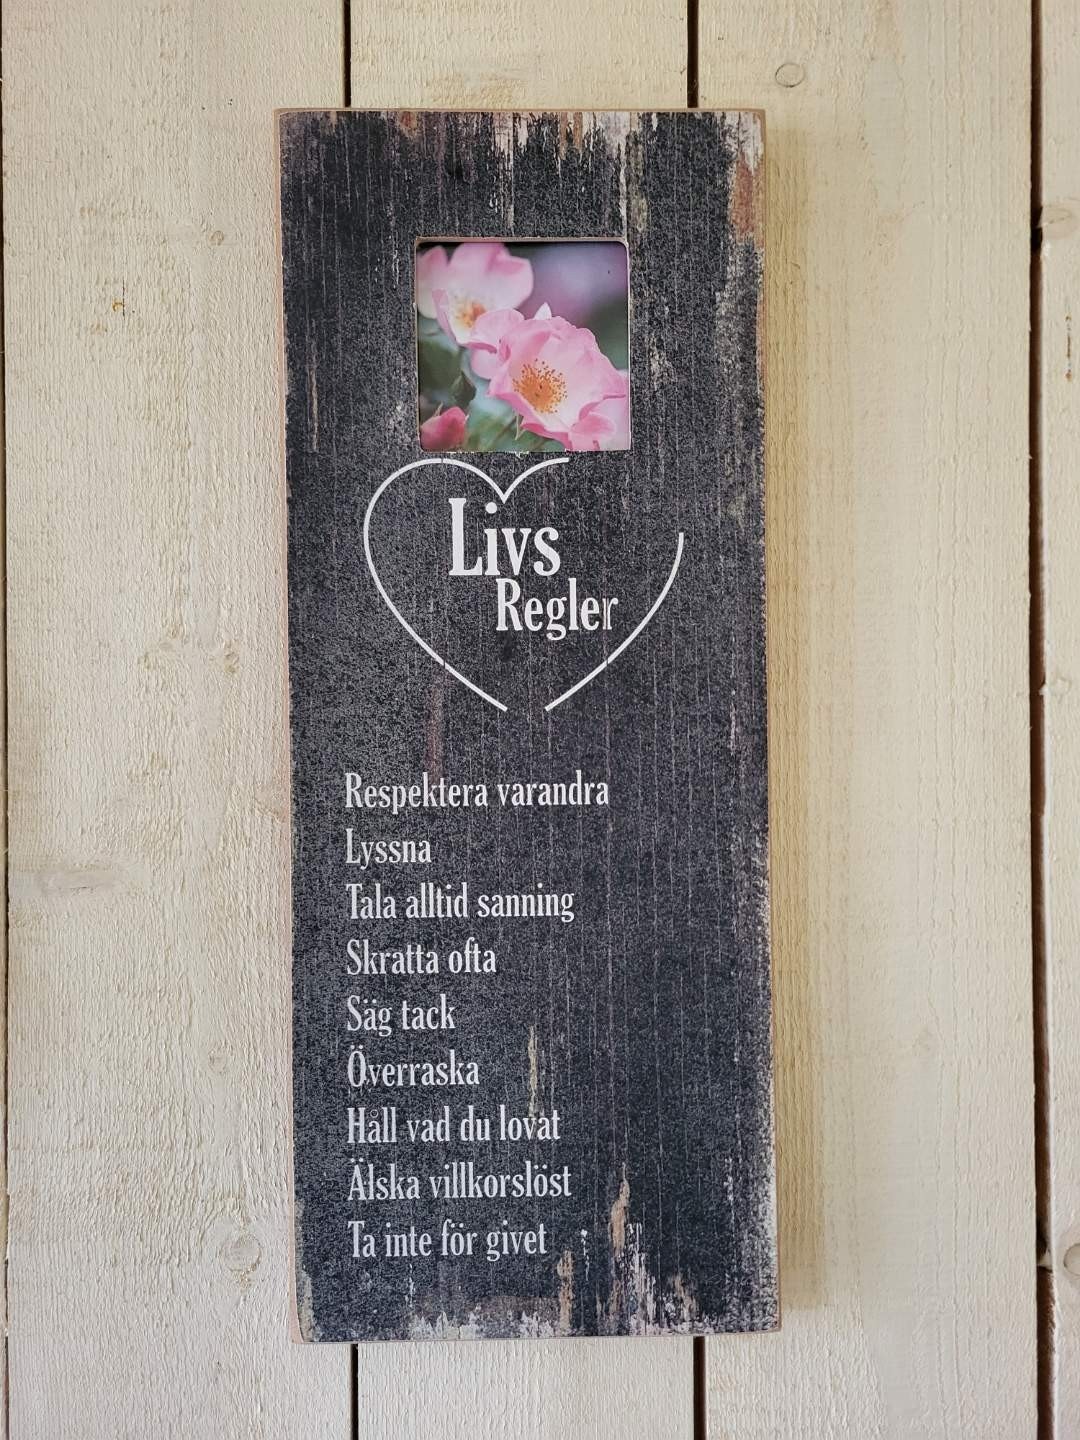 Livs
Regler
Respektera varandra
Lyssna
Tala alltid sanning
Skratta ofta
Säg tack
Överraska
Håll vad du lovat
Älska villkorslöst
Ta inte för givet